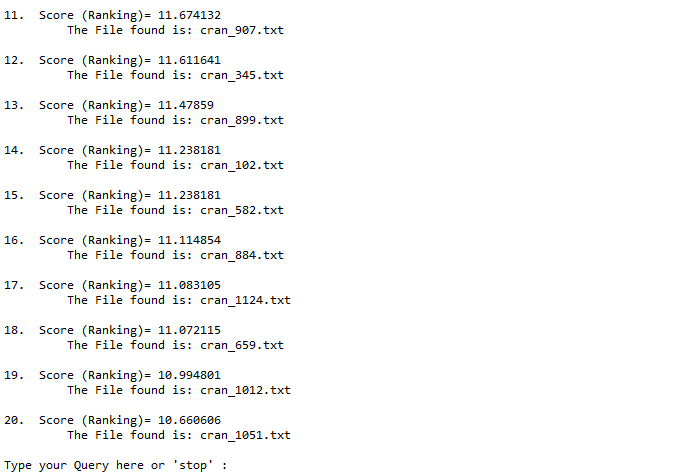 11.  Score (Ranking)= 11.674132
The File found is: cran_907.txt
12.  Score (Ranking)= 11.611641
The File found is: cran_345.txt
13.  Score (Ranking)= 11.47859
The File found is: cran_899.txt
14.  Score (Ranking)= 11.238181
The File found is: cran_102.txt
15.  Score (Ranking)= 11.238181
The File found is: cran_582.txt
16.  Score (Ranking)= 11.114854
The File found is: cran_884.txt
17.  Score (Ranking)= 11.083105
The File found is: cran_1124.txt
18.  Score (Ranking)= 11.072115
The File found is: cran_659.txt
19.  Score (Ranking)= 10.994801
The File found is: cran_1012.txt
20.  Score (Ranking)= 10.660606
The File found is: cran_1051.txt
Type your Query here or 'stop' :